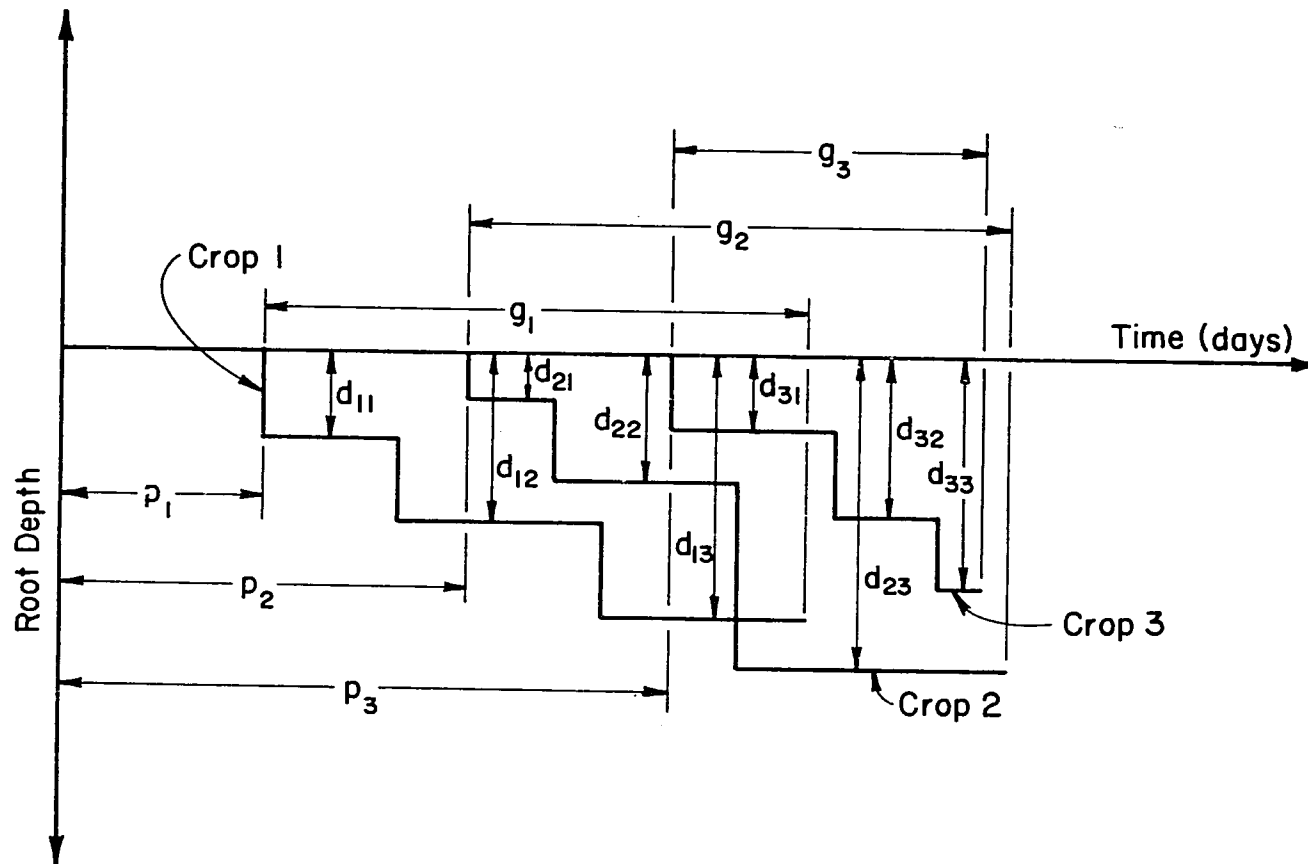 g₃
g₂
Crop 1
g₁
Time (days)
d₁₁
d₂₁
d₃₁
d₂₂
d₃₂
d₁₂
d₃₃
p₁
Root Depth
d₁₃
d₂₃
p₂
Crop 3
p₃
Crop 2